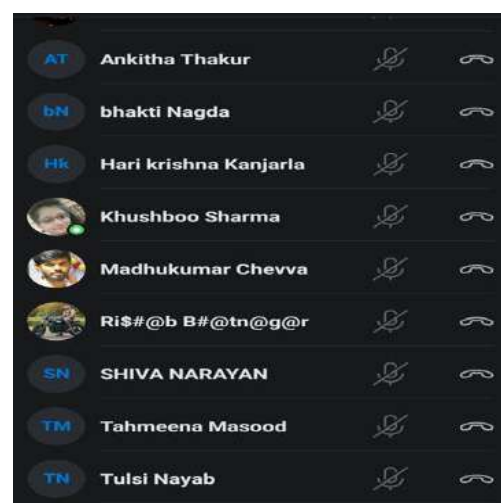 AT Ankitha Thakur
bN bhakti Nagda
Hk Hari krishna Kanjarla
Khushboo Sharma
Madhukumar Chevva
Ri$#@b B#@tn@g@r
SN SHIVA NARAYAN
TM Tahmeena Masood
TN Tulsi Nayab